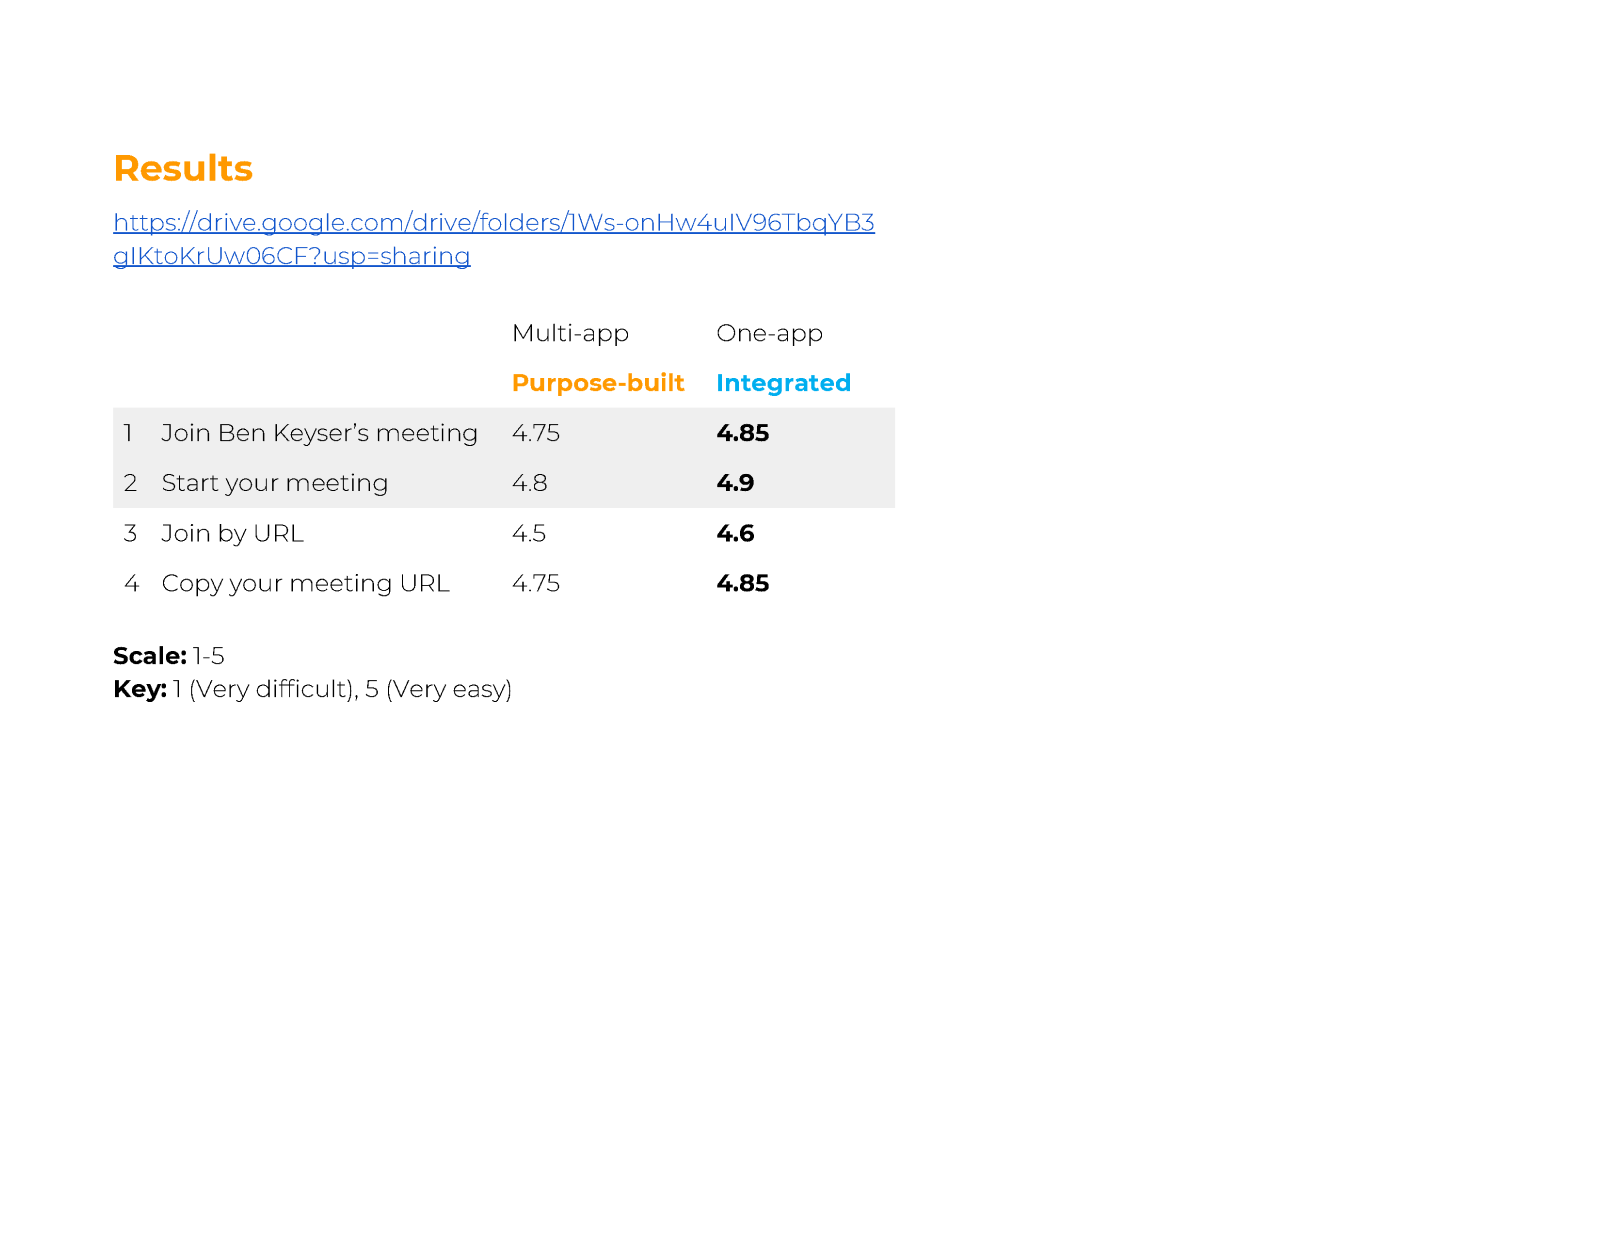 Results
https://drive.google.com/drive/folders/1Ws-onHw4uIV96TbqYB3
gIKtoKrUw06CF?usp=sharing
Multi-app One-app
Purpose-built Integrated
1 Join Ben Keyser’s meeting 4.75 4.85
2 Start your meeting 4.8 4.9
3 Join by URL 4.5 4.6
4 Copy your meeting URL 4.75 4.85
Scale: 1-5
Key: 1 (Very difficult), 5 (Very easy)